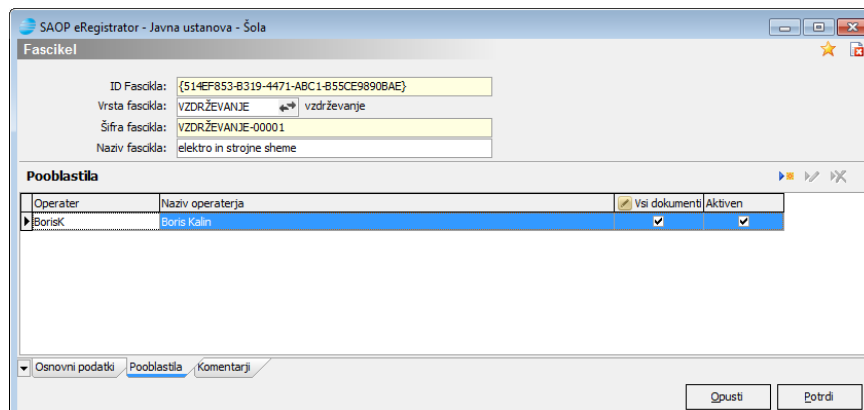 SAOP eRegistrator - Javna ustanova - Šola
Fascikel
ID Fascikla: {514EF853-B319-4471-ABC1-B55CE9890BAE}
Vrsta fascikla: VZDRŽEVANJE vzdrževanje
Šifra fascikla: VZDRŽEVANJE-00001
Naziv fascikla: elektro in strojne sheme
Pooblastila
Operater Naziv operaterja Vsi dokumenti Aktiven
BorisK Boris Kalin
Osnovni podatki Pooblastila Komentarji
Opusti Potrdi